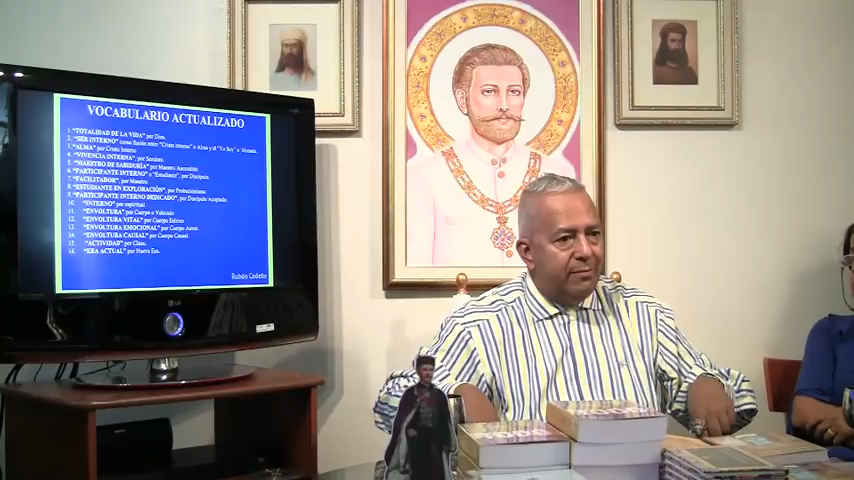 VOCABULARIO ACTUALIZADO
1. "TOTALIDAD DE LA VIDA" por Dios.
2. "SER INTERNO" como fusión entre "Cristo Interno" o Alma y el "Yo Soy" o Mónada.
3. "ALMA" por Cristo Interno
4. "VIVENCIA INTERNA" por Sendero
5. "MAESTRO DE SABIDURÍA" por Maestro Ascendido
6. "PARTICIPANTE INTERNO" o "Estudiante", por Discípulo
7. "FACILITADOR", por Maestro
8. "ESTUDIANTE EN EXPLORACIÓN", por Probacionismo
9. "PARTICIPANTE INTERNO DEDICADO", por Discípulo Aceptado
10. "INTERNO" por espiritual
11. "ENVOLTURA" por Cuerpo o Vehículo
12. "ENVOLTURA VITAL" por Cuerpo Etérico
13. "ENVOLTURA EMOCIONAL" por Cuerpo Astral
14. "ENVOLTURA CAUSAL" por Cuerpo Causal.
15. "ACTIVIDAD" por Clase.
16. "ERA ACTUAL" por Nueva Era.
Rubén Cedeño
LG